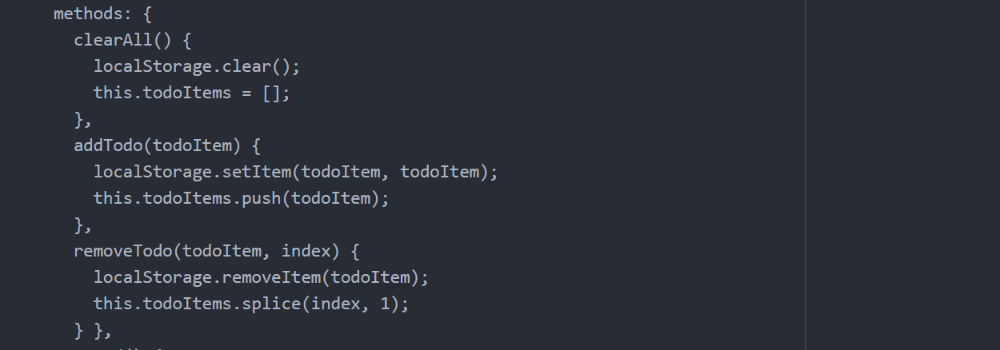 methods: {
clearAll() {
localStorage.clear();
this.todoItems = [];
},
addTodo(todoItem) {
localStorage.setItem(todoItem, todoItem);
this.todoItems.push(todoItem);
},
removeTodo(todoItem, index) {
localStorage.removeItem(todoItem);
this.todoItems.splice(index, 1);
} },